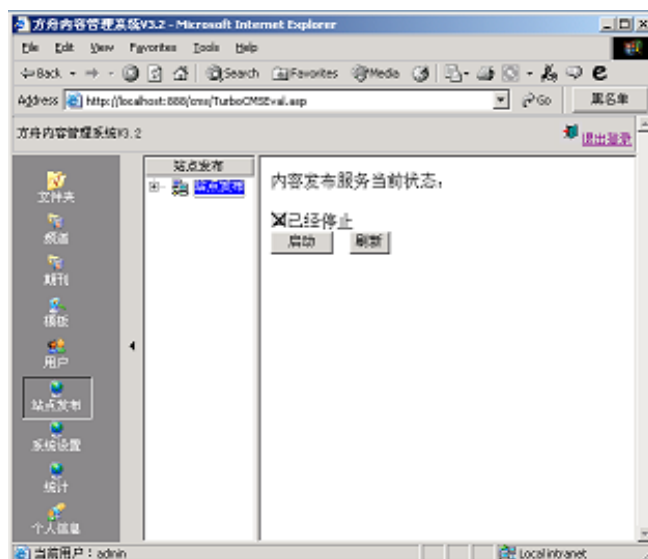 方舟内容管理系统V3.2 - Microsoft Internet Explorer
File Edit View Favorites Tools Help
Back Search Favorites Media
Address http://localhost:888/cms/TurboCMSEval.asp Go 黑名单
方舟内容管理系统V3.2 退出登录
站点发布
站点发布
内容发布服务当前状态:
已经停止
启动 刷新
文件夹
频道
期刊
模板
用户
站点发布
系统设置
统计
个人信息
当前用户:admin Local intranet